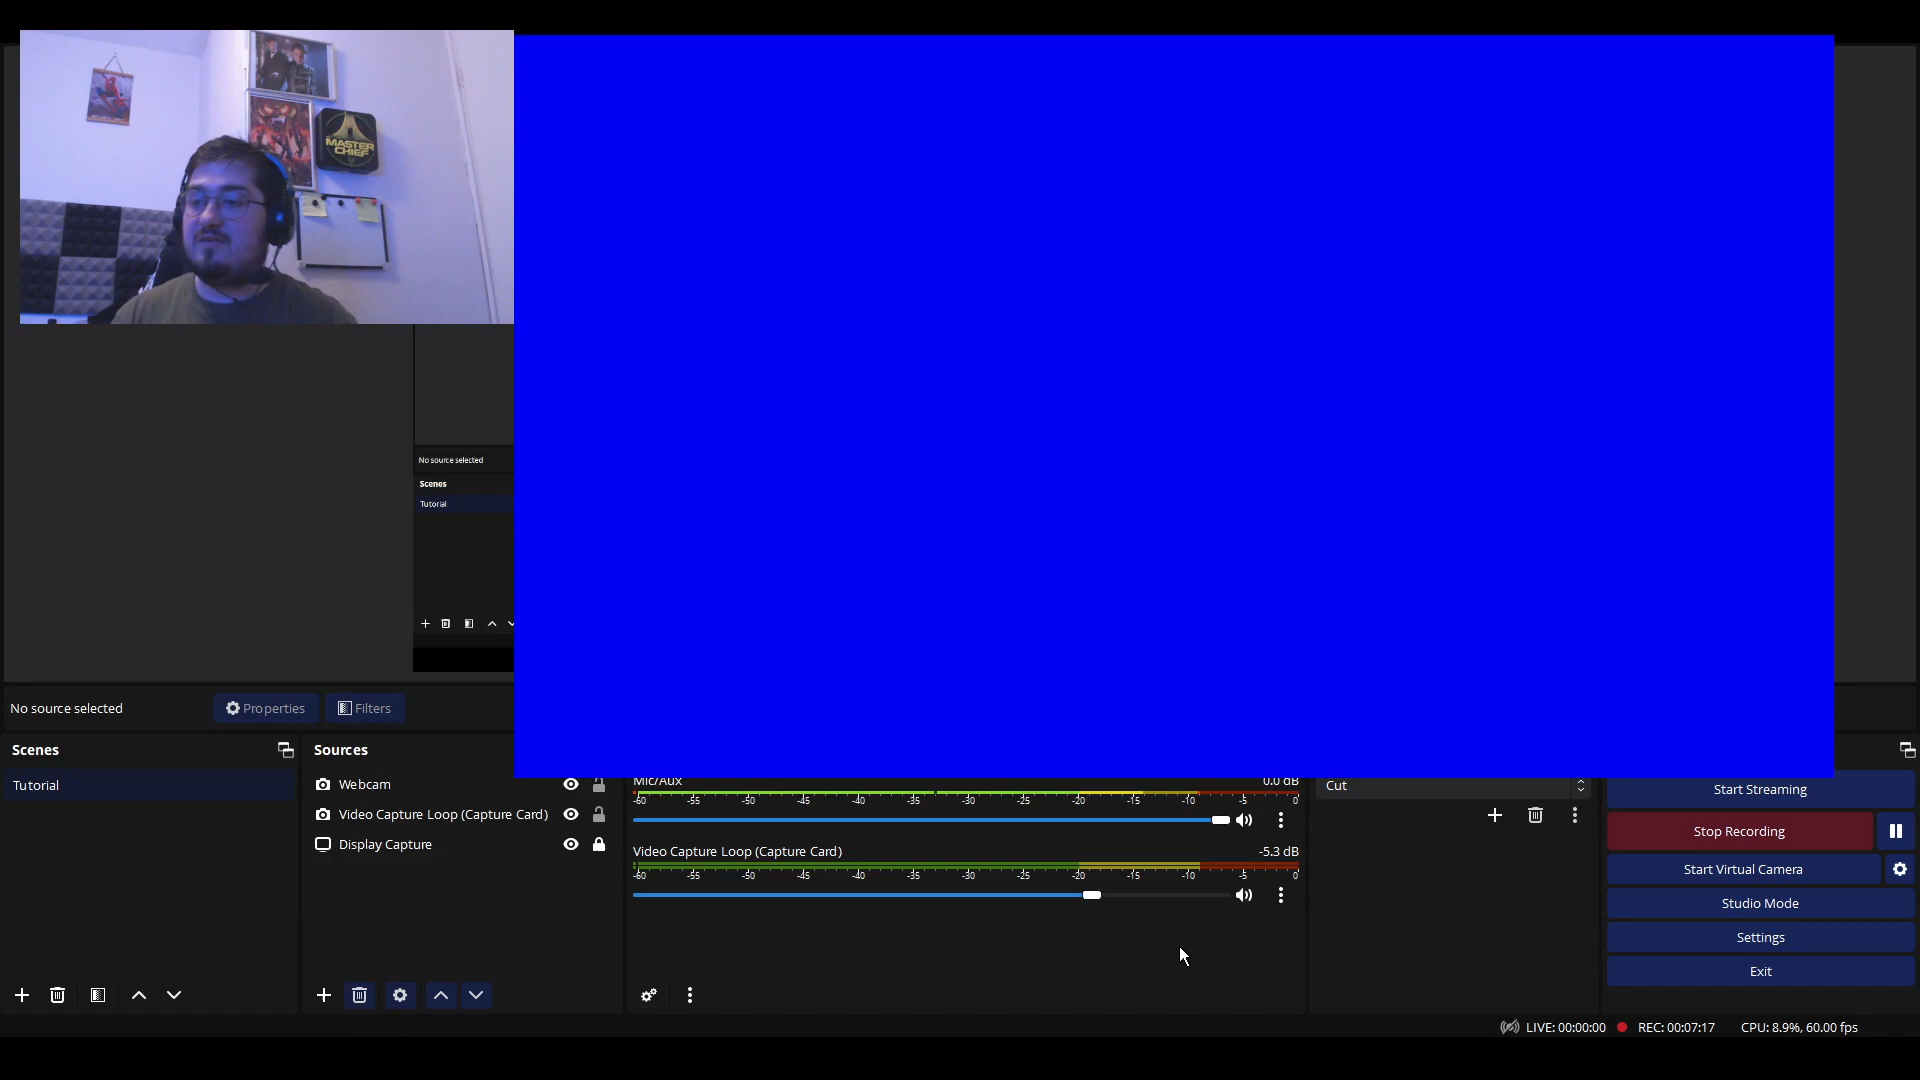 MASTER
CHIEF
No source selected
Scenes
Tutorial
No source selected
Properties
Filters
Scenes
Tutorial
Sources
Webcam
Video Capture Loop (Capture Card)
Display Capture
Mic/Aux
0.0 dB
-60 -55 -50 -45 -40 -35 -30 -25 -20 -15 -10 -5 0
Video Capture Loop (Capture Card)
-5.3 dB
-60 -55 -50 -45 -40 -35 -30 -25 -20 -15 -10 -5 0
Cut
Start Streaming
Stop Recording
Start Virtual Camera
Studio Mode
Settings
Exit
LIVE: 00:00:00
REC: 00:07:17
CPU: 8.9%, 60.00 fps